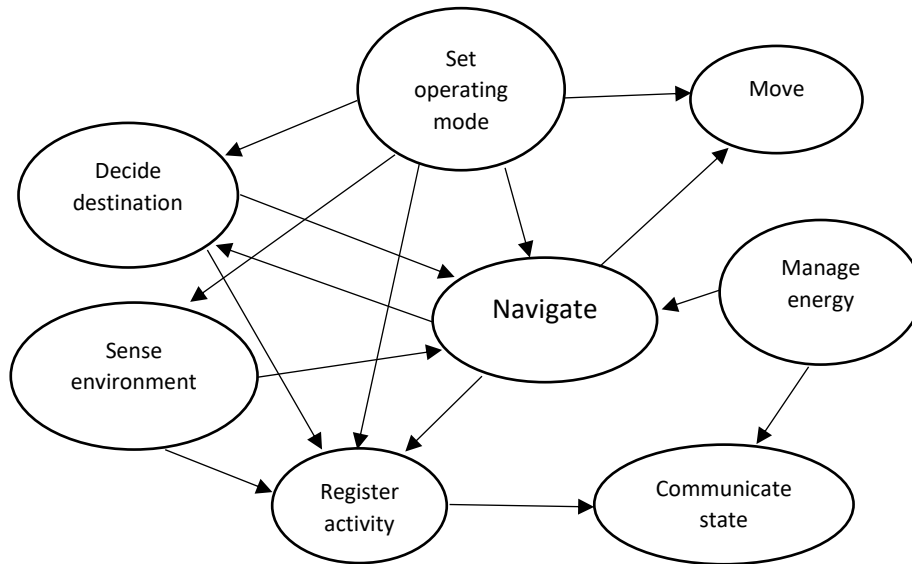 Set
operating
mode
Move
Decide
destination
Manage
energy
Navigate
Sense
environment
Register
activity
Communicate
state